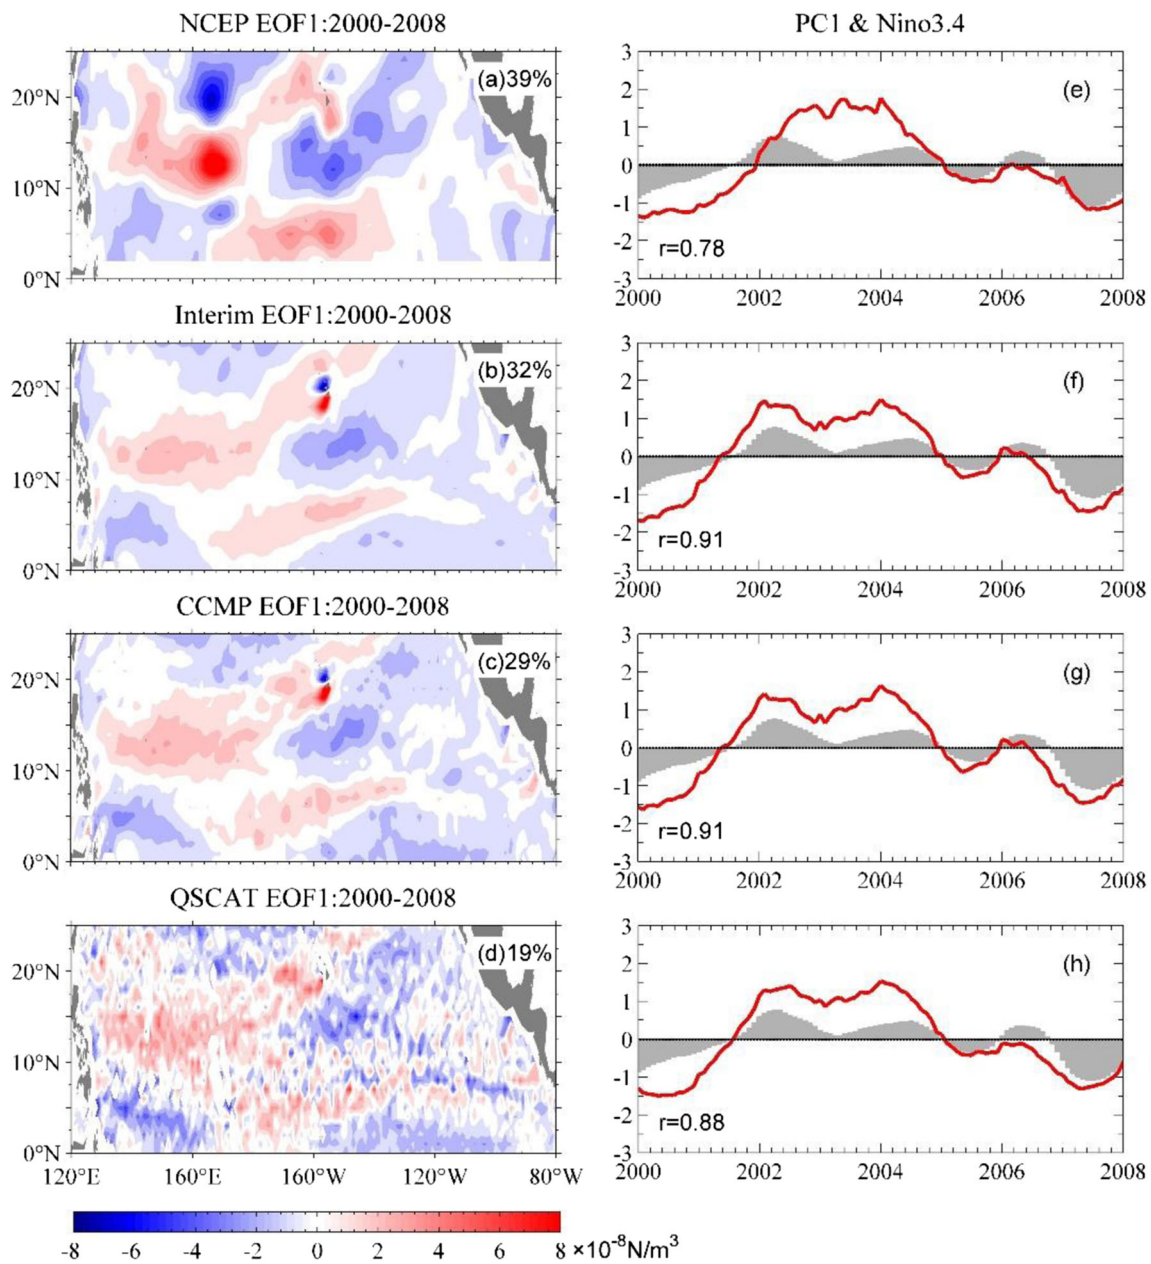 NCEP EOF1:2000-2008
PC1 & Nino3.4
(a)39%
20°N
10°N
0°N
3
2
1
0
-1
-2
-3
(e)
r=0.78
2000 2002 2004 2006 2008
Interim EOF1:2000-2008
(b)32%
20°N
10°N
0°N
3
2
1
0
-1
-2
-3
(f)
r=0.91
2000 2002 2004 2006 2008
CCMP EOF1:2000-2008
(c)29%
20°N
10°N
0°N
3
2
1
0
-1
-2
-3
(g)
r=0.91
2000 2002 2004 2006 2008
QSCAT EOF1:2000-2008
(d)19%
20°N
10°N
0°N
120°E 160°E 160°W 120°W 80°W
3
2
1
0
-1
-2
-3
(h)
r=0.88
2000 2002 2004 2006 2008
-8 -6 -4 -2 0 2 4 6 8 ×10⁻⁸N/m³